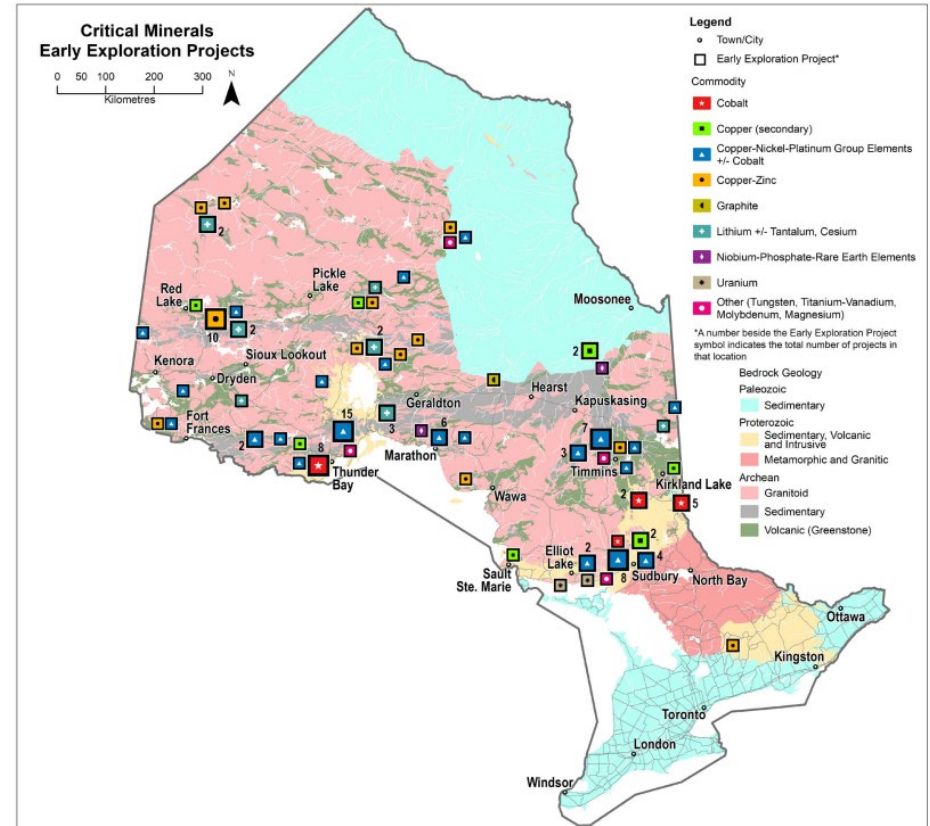 Critical Minerals
Early Exploration Projects
0 50 100 200 300
Kilometres
N
Legend
Town/City
Early Exploration Project*
Commodity
Cobalt
Copper (secondary)
Copper-Nickel-Platinum Group Elements
+/- Cobalt
Copper-Zinc
Graphite
Lithium +/- Tantalum, Cesium
Niobium-Phosphate-Rare Earth Elements
Uranium
Other (Tungsten, Titanium-Vanadium,
Molybdenum, Magnesium)
*A number beside the Early Exploration Project
symbol indicates the total number of projects in
that location
Bedrock Geology
Paleozoic
Sedimentary
Proterozoic
Sedimentary, Volcanic
and Intrusive
Metamorphic and Granitic
Archean
Granitoid
Sedimentary
Volcanic (Greenstone)
2
Pickle
Lake
Red
Lake
Moosonee
10
2
2
2
Kenora
Sioux Lookout
Dryden
Hearst
Geraldton
Kapuskasing
15
3
Fort
Frances
2
8
6
7
3
Marathon
Thunder
Bay
Timmins
Kirkland Lake
Wawa
2
5
2
2
4
8
Elliot
Lake
Sault
Ste. Marie
Sudbury
North Bay
Ottawa
Kingston
Toronto
London
Windsor